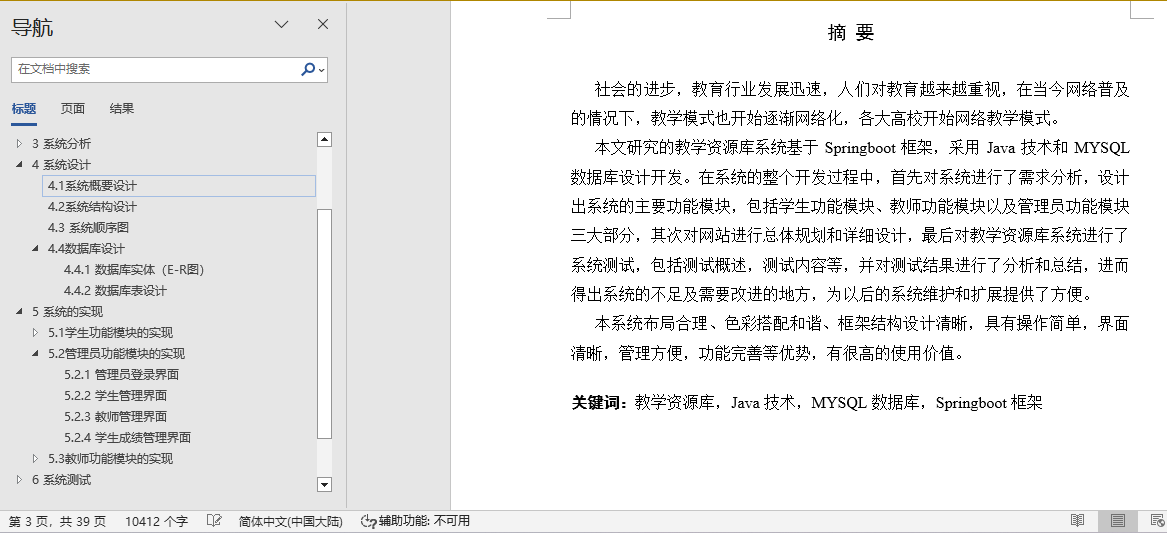 导航
在文档中搜索
标题 页面 结果
3 系统分析
4 系统设计
4.1系统概要设计
4.2系统结构设计
4.3 系统顺序图
4.4数据库设计
4.4.1 数据库实体（E-R图）
4.4.2 数据库表设计
5 系统的实现
5.1学生功能模块的实现
5.2管理员功能模块的实现
5.2.1 管理员登录界面
5.2.2 学生管理界面
5.2.3 教师管理界面
5.2.4 学生成绩管理界面
5.3教师功能模块的实现
6 系统测试
摘 要
社会的进步，教育行业发展迅速，人们对教育越来越重视，在当今网络普及
的情况下，教学模式也开始逐渐网络化，各大高校开始网络教学模式。
本文研究的教学资源库系统基于 Springboot 框架，采用 Java 技术和 MYSQL
数据库设计开发。在系统的整个开发过程中，首先对系统进行了需求分析，设计
出系统的主要功能模块，包括学生功能模块、教师功能模块以及管理员功能模块
三大部分，其次对网站进行总体规划和详细设计，最后对教学资源库系统进行了
系统测试，包括测试概述，测试内容等，并对测试结果进行了分析和总结，进而
得出系统的不足及需要改进的地方，为以后的系统维护和扩展提供了方便。
本系统布局合理、色彩搭配和谐、框架结构设计清晰，具有操作简单，界面
清晰，管理方便，功能完善等优势，有很高的使用价值。
关键词：教学资源库，Java 技术，MYSQL 数据库，Springboot 框架
第 3 页，共 39 页 10412 个字 简体中文(中国大陆) 辅助功能: 不可用